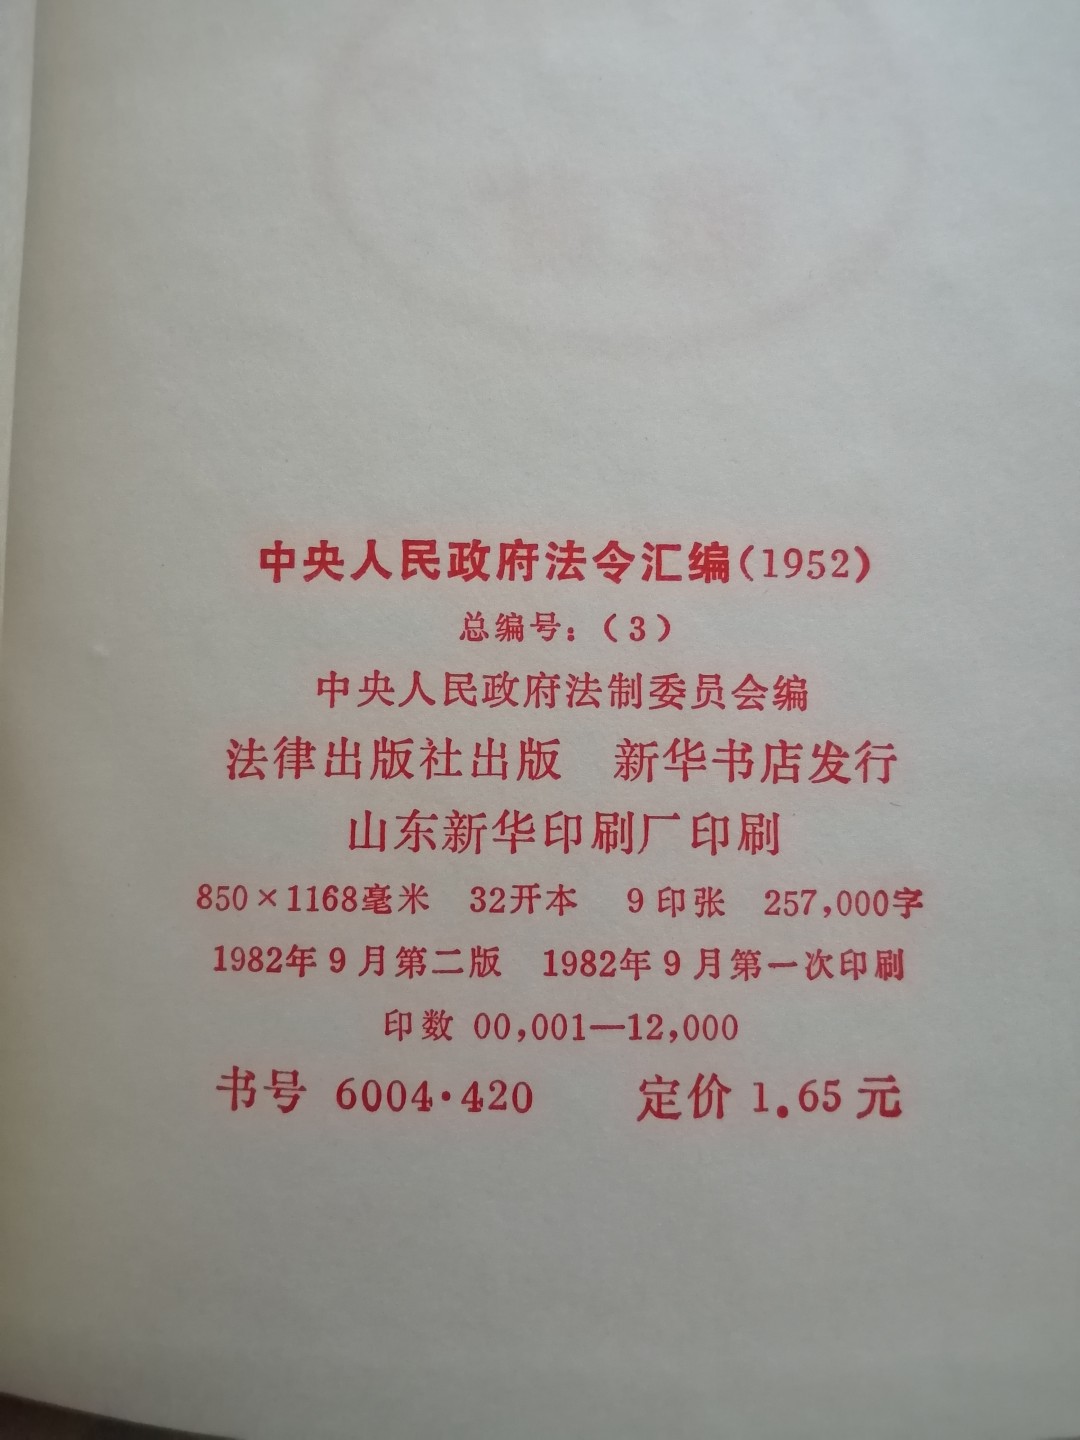 中央人民政府法令汇编(1952)
总编号：(3)
中央人民政府法制委员会编
法律出版社出版　新华书店发行
山东新华印刷厂印刷
850×1168毫米　32开本　9印张　257,000字
1982年9月第二版　1982年9月第一次印刷
印数 00,001—12,000
书号 6004·420　定价 1.65元